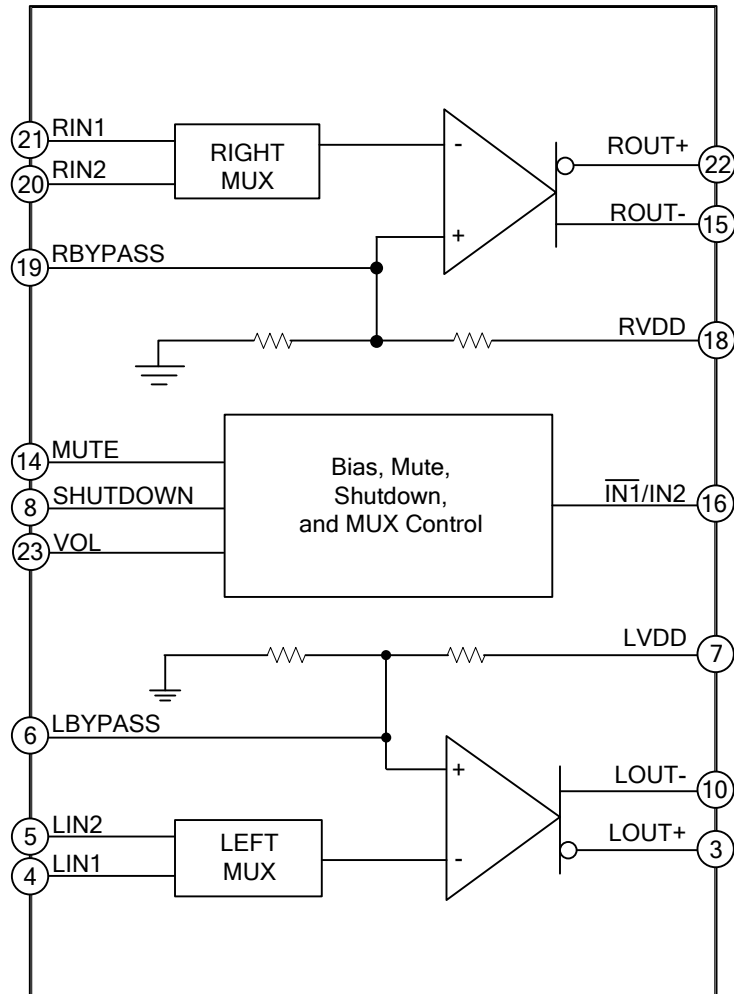 21 RIN1
20 RIN2
RIGHT
MUX
-
+
ROUT+ 22
ROUT- 15
19 RBYPASS
RVDD 18
14 MUTE
8 SHUTDOWN
23 VOL
Bias, Mute,
Shutdown,
and MUX Control
I̅N̅1̅/IN2 16
LVDD 7
6 LBYPASS
+
-
LOUT- 10
LOUT+ 3
5 LIN2
4 LIN1
LEFT
MUX